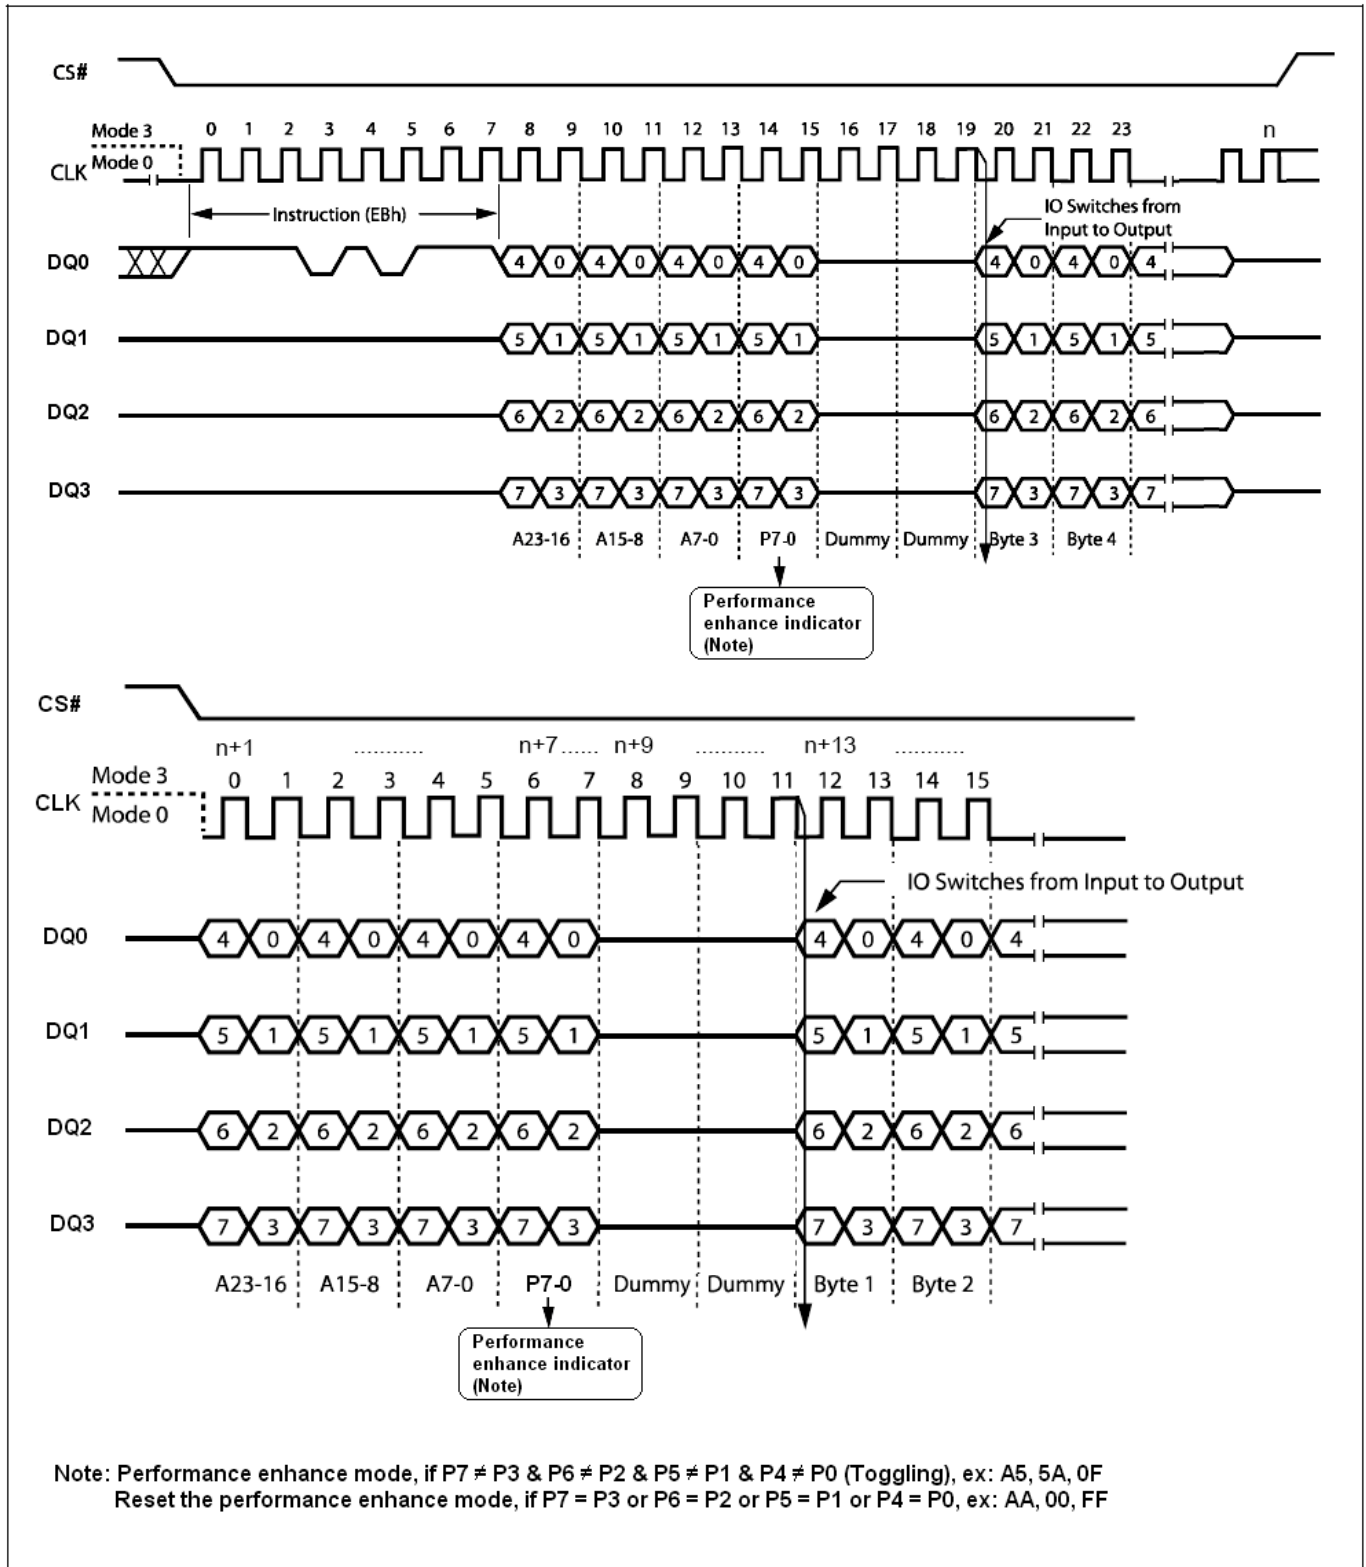 CS#
0 1 2 3 4 5 6 7 8 9 10 11 12 13 14 15 16 17 18 19 20 21 22 23 n
Mode 3
CLK Mode 0
Instruction (EBh)
IO Switches from
Input to Output
DQ0 4 0 4 0 4 0 4 0 4 0 4 0 4
DQ1 5 1 5 1 5 1 5 1 5 1 5 1 5
DQ2 6 2 6 2 6 2 6 2 6 2 6 2 6
DQ3 7 3 7 3 7 3 7 3 7 3 7 3 7
A23-16 A15-8 A7-0 P7-0 Dummy Dummy Byte 3 Byte 4
Performance
enhance indicator
(Note)
CS#
n+1 ........... n+7 ...... n+9 ........... n+13 ...........
Mode 3 0 1 2 3 4 5 6 7 8 9 10 11 12 13 14 15
CLK Mode 0
IO Switches from Input to Output
DQ0 4 0 4 0 4 0 4 0 4 0 4 0 4
DQ1 5 1 5 1 5 1 5 1 5 1 5 1 5
DQ2 6 2 6 2 6 2 6 2 6 2 6 2 6
DQ3 7 3 7 3 7 3 7 3 7 3 7 3 7
A23-16 A15-8 A7-0 P7-0 Dummy Dummy Byte 1 Byte 2
Performance
enhance indicator
(Note)
Note: Performance enhance mode, if P7 ≠ P3 & P6 ≠ P2 & P5 ≠ P1 & P4 ≠ P0 (Toggling), ex: A5, 5A, 0F
Reset the performance enhance mode, if P7 = P3 or P6 = P2 or P5 = P1 or P4 = P0, ex: AA, 00, FF